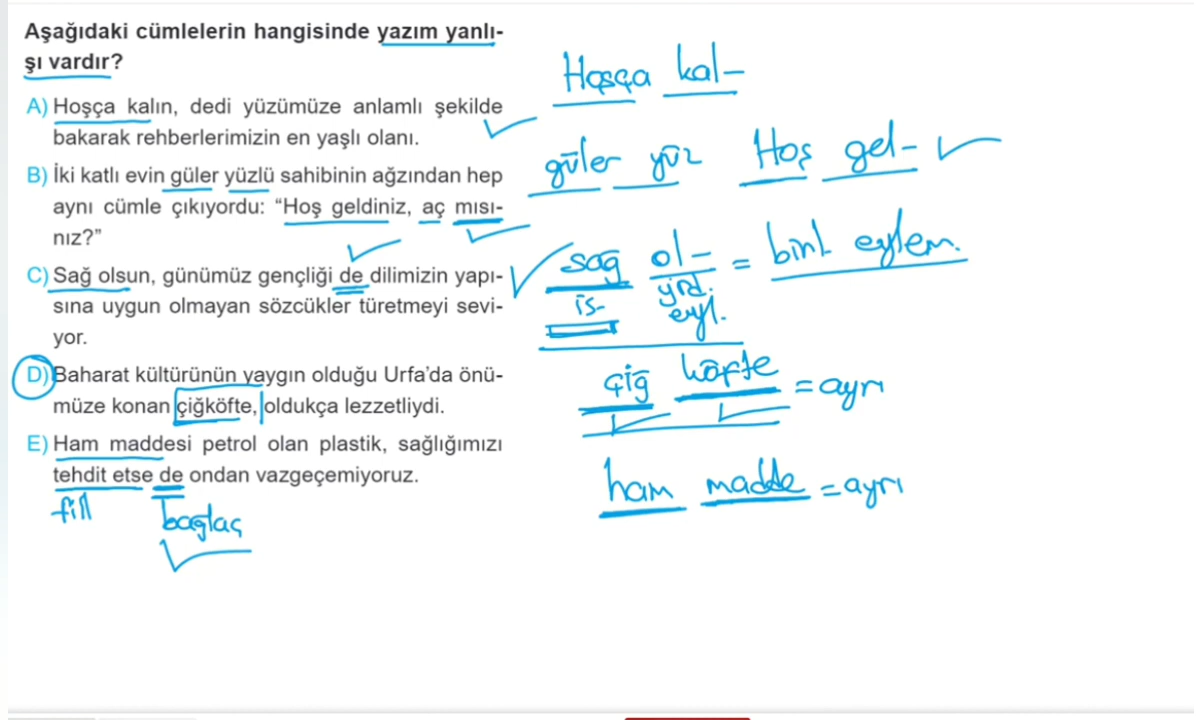 Aşağıdaki cümlelerin hangisinde yazım yanlı-
şı vardır?
A) Hoşça kalın, dedi yüzümüze anlamlı şekilde
bakarak rehberlerimizin en yaşlı olanı.
B) İki katlı evin güler yüzlü sahibinin ağzından hep
aynı cümle çıkıyordu: “Hoş geldiniz, aç mısı-
nız?”
C) Sağ olsun, günümüz gençliği de dilimizin yapı-
sına uygun olmayan sözcükler türetmeyi sevi-
yor.
D) Baharat kültürünün yaygın olduğu Urfa’da önü-
müze konan çiğköfte, oldukça lezzetliydi.
E) Ham maddesi petrol olan plastik, sağlığımızı
tehdit etse de ondan vazgeçemiyoruz.
fiil
bağlaç
Hoşça kal-
güler yüz Hoş gel-
sağ ol- = birl. eylem.
is- yrd.
eyl.
çiğ köfte = ayrı
ham madde = ayrı